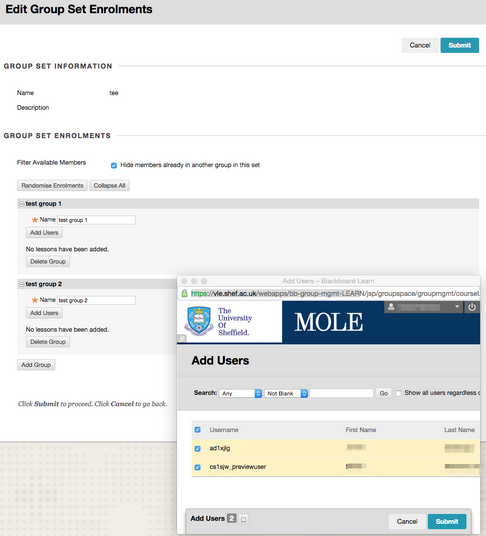 Edit Group Set Enrolments
Cancel Submit
GROUP SET INFORMATION
Name tee
Description
GROUP SET ENROLMENTS
Filter Available Members Hide members already in another group in this set
Randomise Enrolments Collapse All
test group 1
Name test group 1
Add Users
No lessons have been added.
Delete Group
test group 2
Name test group 2
Add Users
No lessons have been added.
Delete Group
Add Group
Click Submit to proceed. Click Cancel to go back.
Add Users – Blackboard Learn
https://vle.shef.ac.uk/webapps/bb-group-mgmt-LEARN/jsp/groupspace/groupmgmt/coursel
The
University
Of
Sheffield.
MOLE
Add Users
Search: Any Not Blank Go Show all users regardless
Username First Name Last Name
ad1xjlg
cs1sjw_previewuser
Add Users 2
Cancel Submit